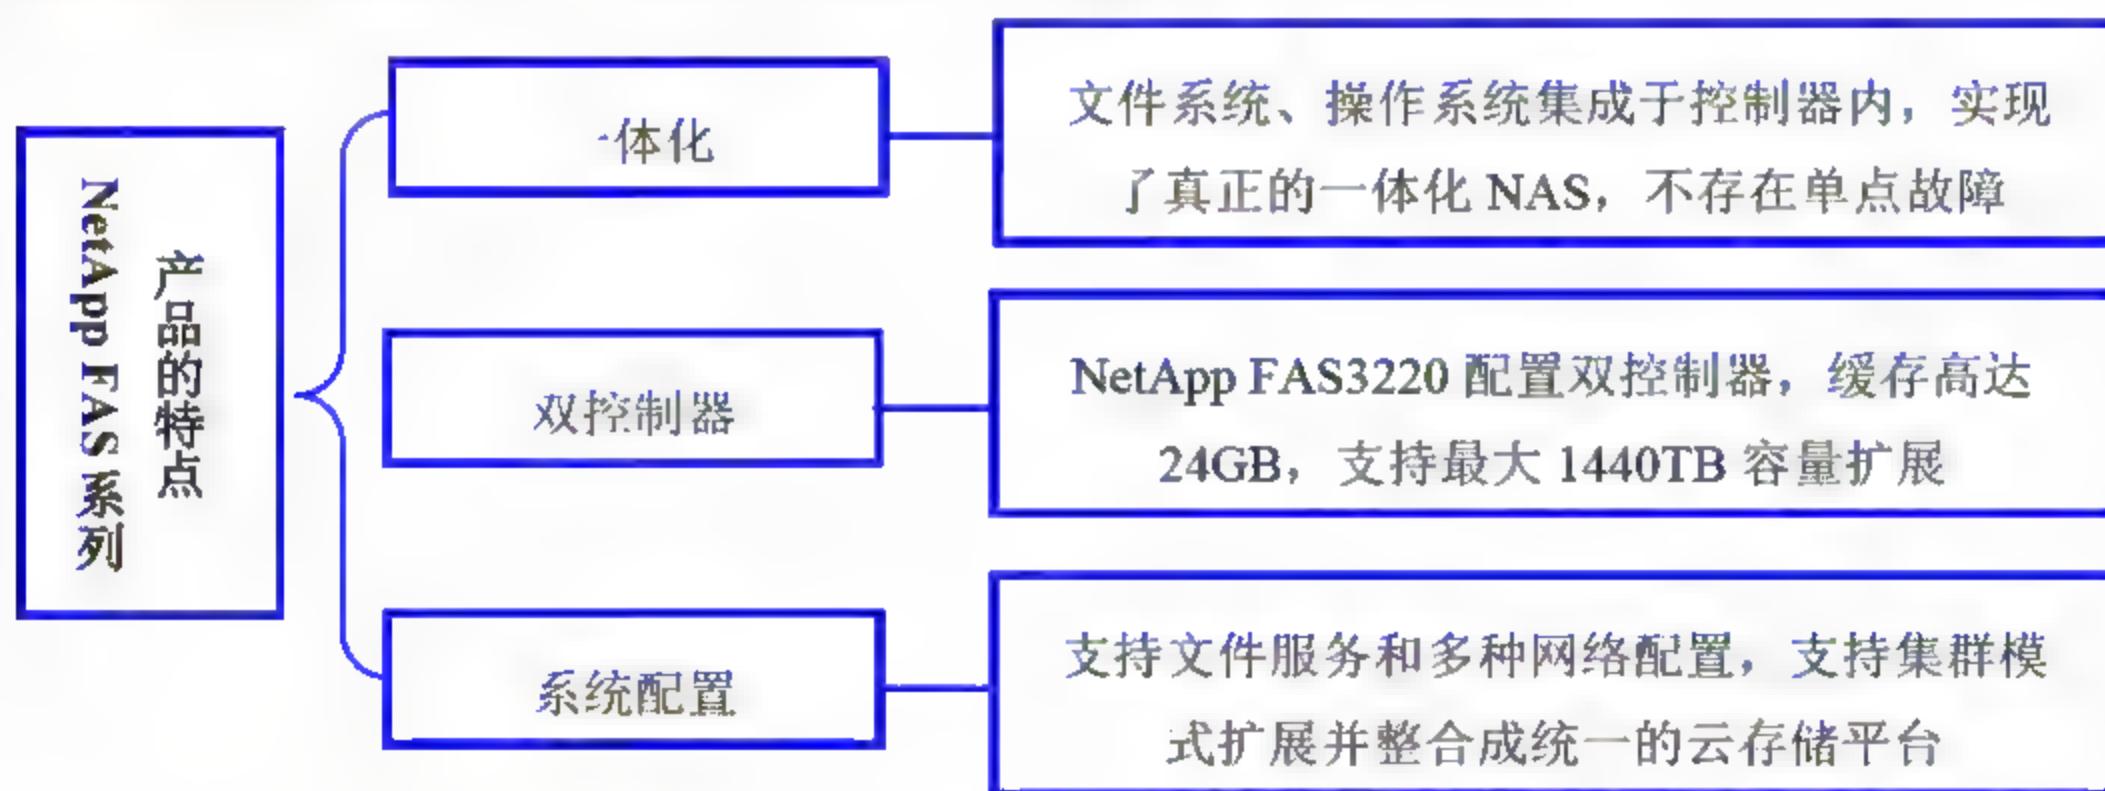 NetApp FAS 系列
产品的特点
一体化
文件系统、操作系统集成于控制器内，实现
了真正的一体化 NAS，不存在单点故障
双控制器
NetApp FAS3220 配置双控制器，缓存高达
24GB，支持最大 1440TB 容量扩展
系统配置
支持文件服务和多种网络配置，支持集群模
式扩展并整合成统一的云存储平台